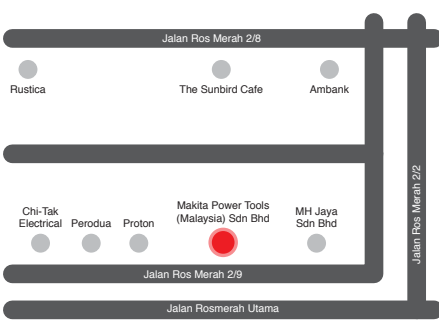 Jalan Ros Merah 2/8
Rustica
The Sunbird Cafe
Ambank
Chi-Tak
Electrical
Perodua
Proton
Makita Power Tools
(Malaysia) Sdn Bhd
MH Jaya
Sdn Bhd
Jalan Ros Merah 2/2
Jalan Ros Merah 2/9
Jalan Rosmerah Utama